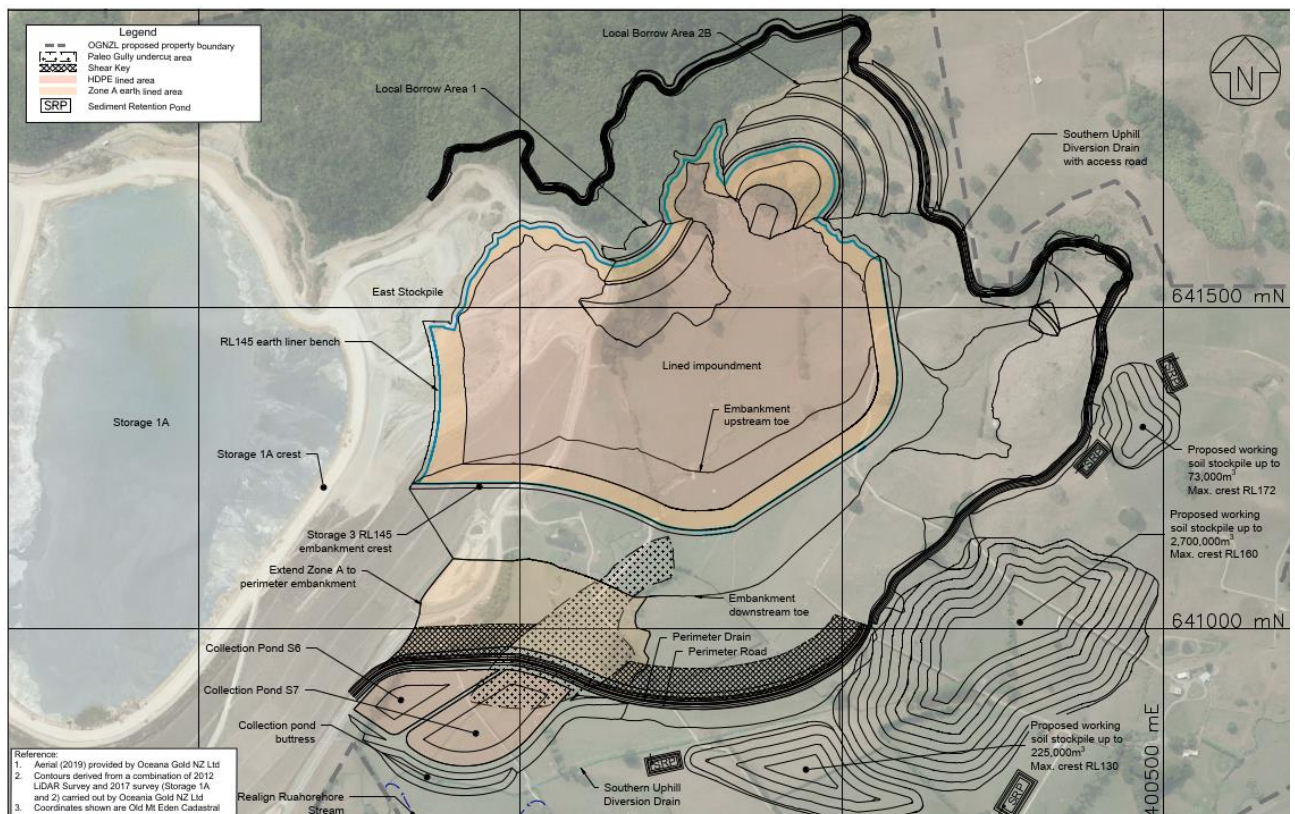 Legend
OGNZL proposed property boundary
Paleo Gully undercut area
Shear Key
HDPE lined area
Zone A earth lined area
SRP
Sediment Retention Pond
Local Borrow Area 2B
Local Borrow Area 1
N
Southern Uphill
Diversion Drain
with access road
East Stockpile
641500 mN
RL145 earth liner bench
Lined impoundment
SRP
Storage 1A
Embankment
upstream toe
Storage 1A crest
SRP
Proposed working
soil stockpile up to
73,000m³
Max. crest RL172
Storage 3 RL145
embankment crest
Proposed working
soil stockpile up to
2,700,000m³
Max. crest RL160
Extend Zone A to
perimeter embankment
Embankment
downstream toe
641000 mN
Perimeter Drain
Perimeter Road
Collection Pond S6
Collection Pond S7
Collection pond
buttress
Proposed working
soil stockpile up to
225,000m³
Max. crest RL130
400500 mE
SRP
SRP
Southern Uphill
Diversion Drain
Realign Ruahorehore
Stream
Reference:
1. Aerial (2019) provided by Oceana Gold NZ Ltd
2. Contours derived from a combination of 2012
LiDAR Survey and 2017 survey (Storage 1A
and 2) carried out by Oceania Gold NZ Ltd
3. Coordinates shown are Old Mt Eden Cadastral